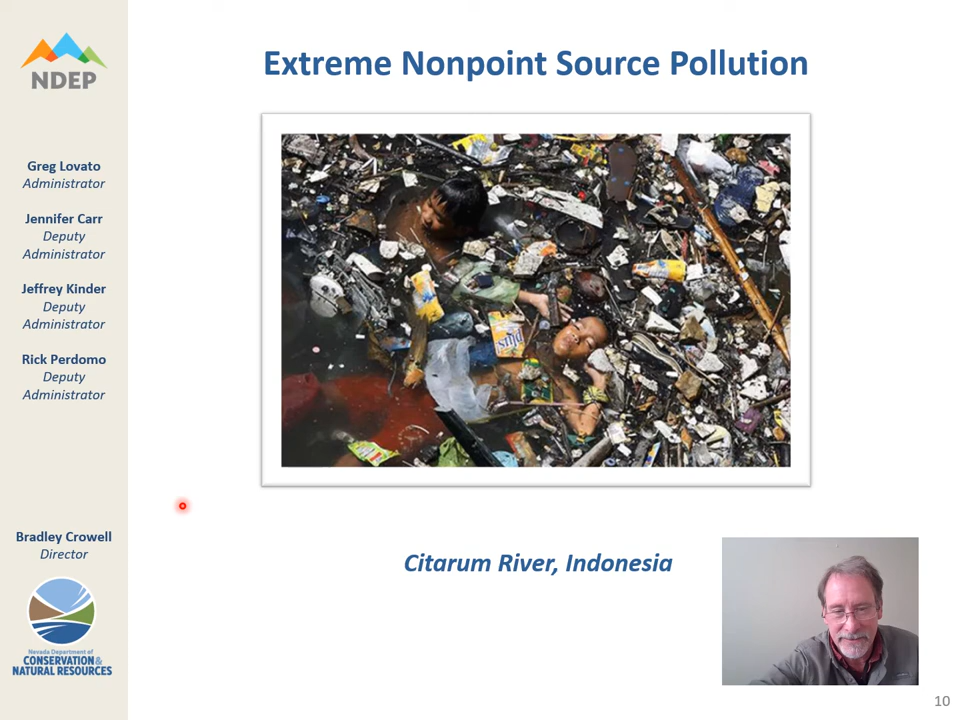 NDEP
Greg Lovato
Administrator
Jennifer Carr
Deputy
Administrator
Jeffrey Kinder
Deputy
Administrator
Rick Perdomo
Deputy
Administrator
Bradley Crowell
Director
Nevada Department of
CONSERVATION &
NATURAL RESOURCES
Extreme Nonpoint Source Pollution
Citarum River, Indonesia
10